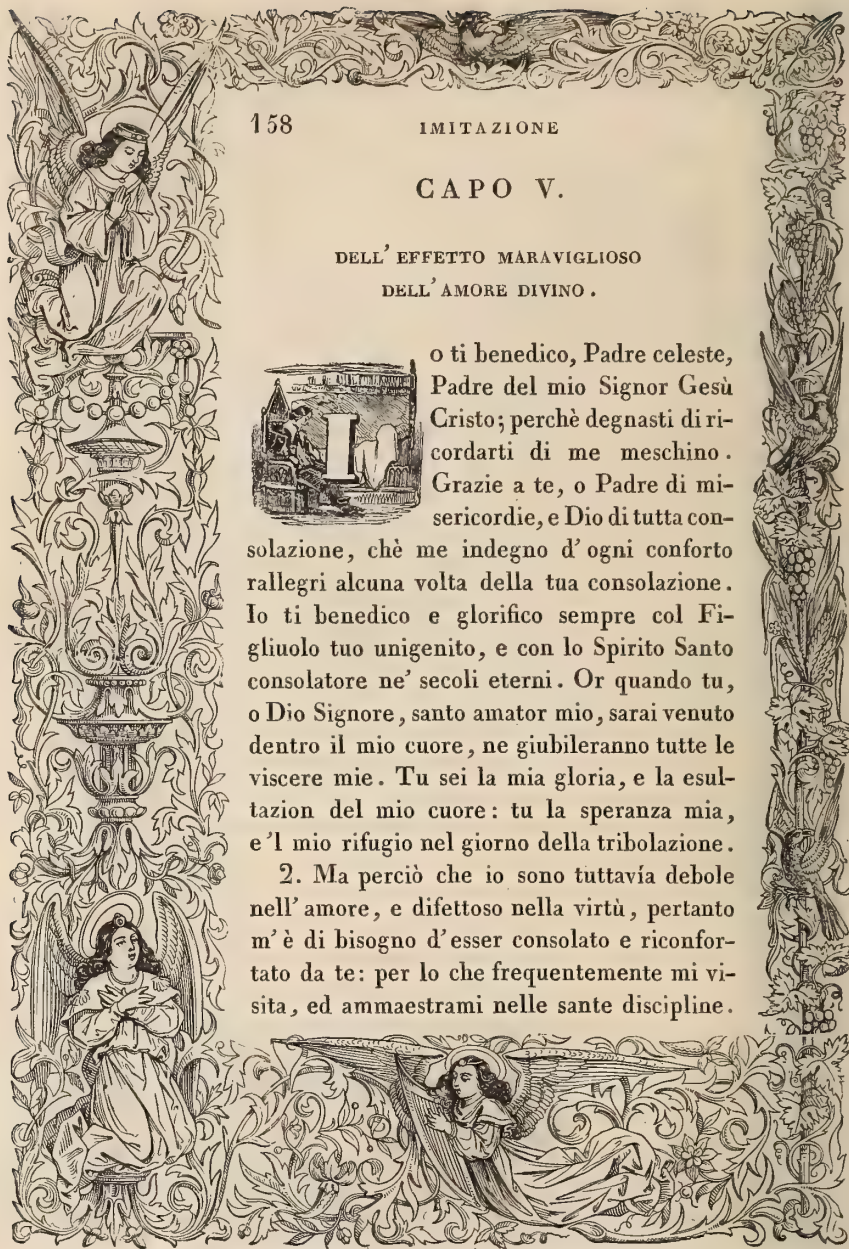 158 IMITAZIONE
CAPO V.
DELL' EFFETTO MARAVIGLIOSO
DELL' AMORE DIVINO .
Io ti benedico, Padre celeste,
Padre del mio Signor Gesù
Cristo; perchè degnasti di ri-
cordarti di me meschino .
Grazie a te, o Padre di mi-
sericordie, e Dio di tutta con-
solazione, chè me indegno d' ogni conforto
rallegri alcuna volta della tua consolazione.
Io ti benedico e glorifico sempre col Fi-
gliuolo tuo unigenito, e con lo Spirito Santo
consolatore ne' secoli eterni. Or quando tu,
o Dio Signore, santo amator mio, sarai venuto
dentro il mio cuore, ne giubileranno tutte le
viscere mie. Tu sei la mia gloria, e la esul-
tazion del mio cuore: tu la speranza mia,
e 'l mio rifugio nel giorno della tribolazione.
2. Ma perciò che io sono tuttavía debole
nell' amore, e difettoso nella virtù, pertanto
m' è di bisogno d' esser consolato e riconfor-
tato da te: per lo che frequentemente mi vi-
sita, ed ammaestrami nelle sante discipline.